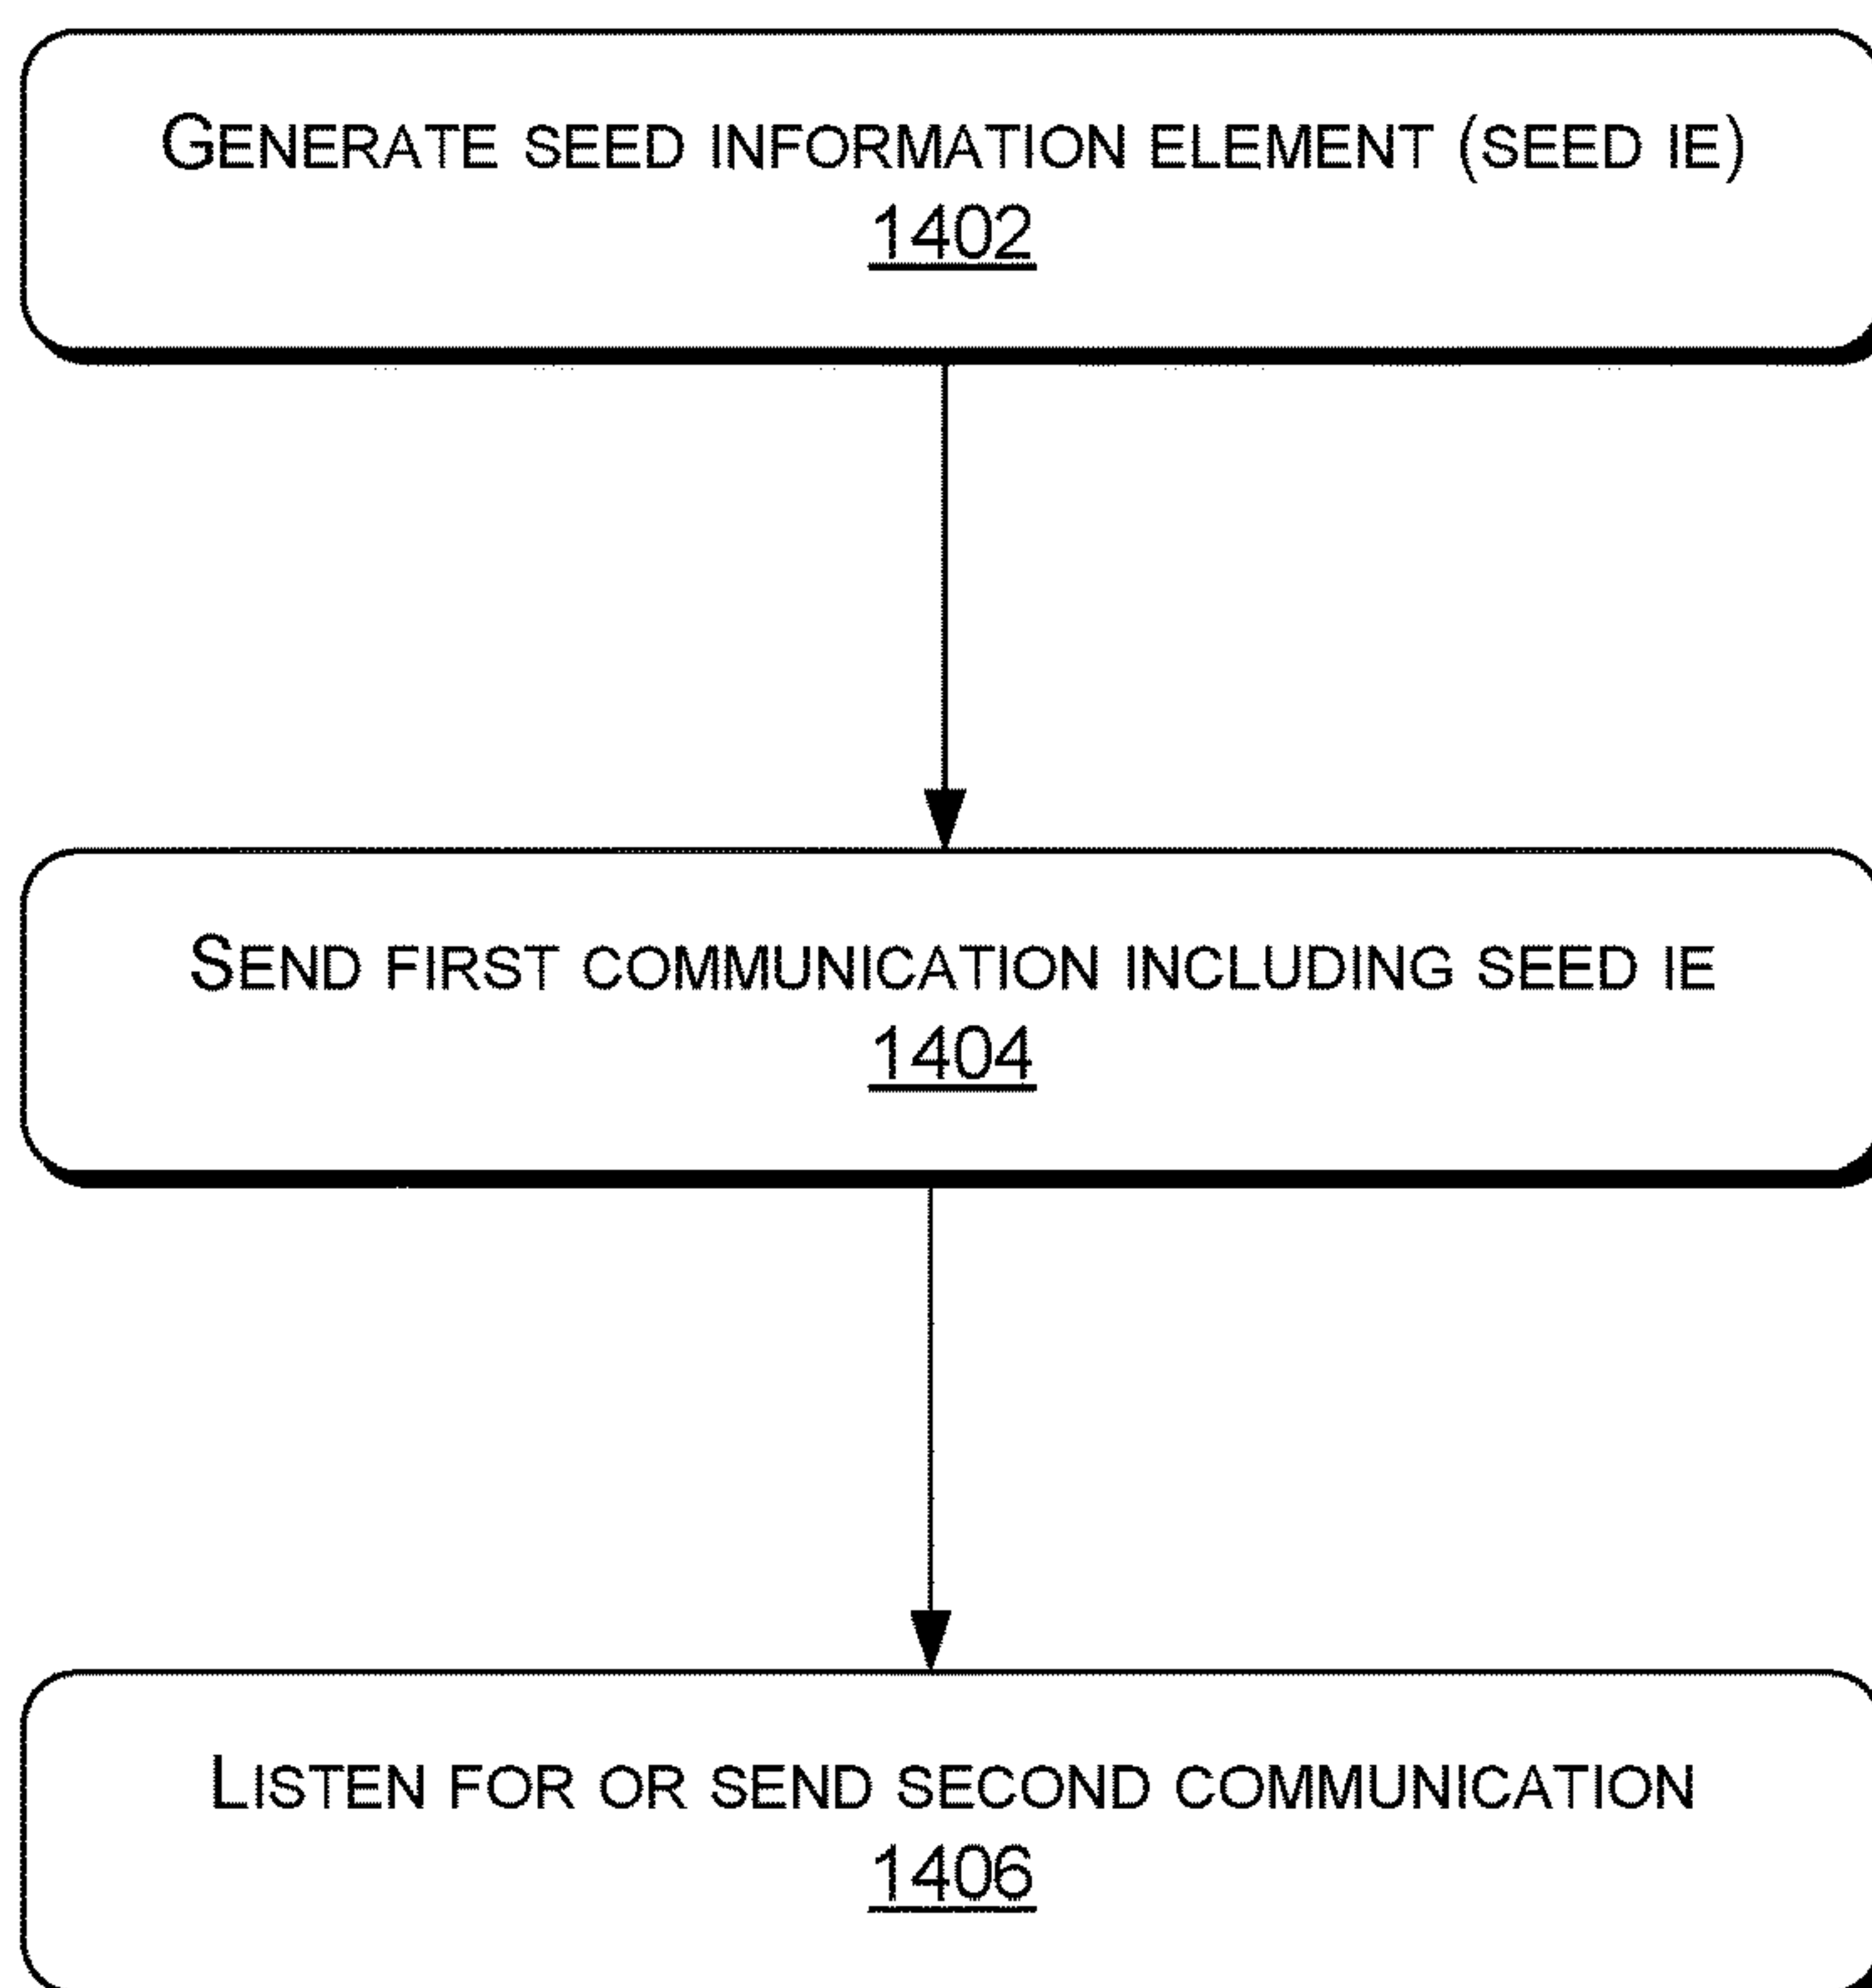 GENERATE SEED INFORMATION ELEMENT (SEED IE)
1402
SEND FIRST COMMUNICATION INCLUDING SEED IE
1404
LISTEN FOR OR SEND SECOND COMMUNICATION
1406